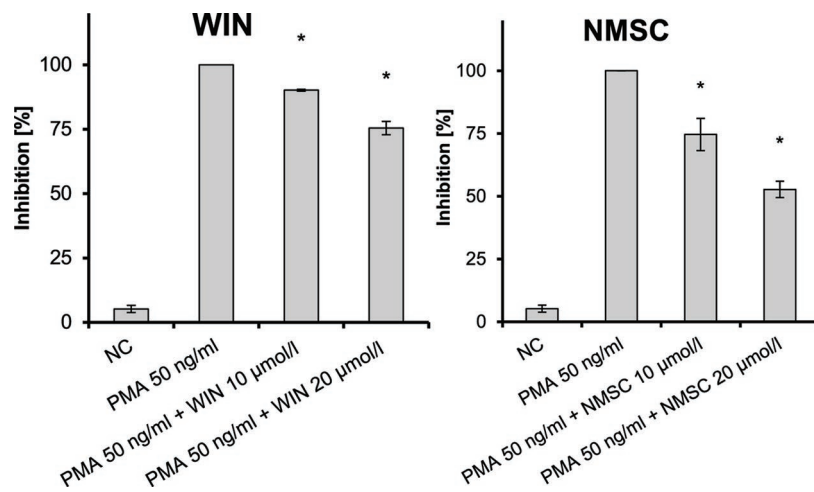 WIN
*
*
Inhibition [%]
100
75
50
25
0
NC
PMA 50 ng/ml
PMA 50 ng/ml + WIN 10 µmol/l
PMA 50 ng/ml + WIN 20 µmol/l
NMSC
*
*
Inhibition [%]
100
75
50
25
0
NC
PMA 50 ng/ml
PMA 50 ng/ml + NMSC 10 µmol/l
PMA 50 ng/ml + NMSC 20 µmol/l